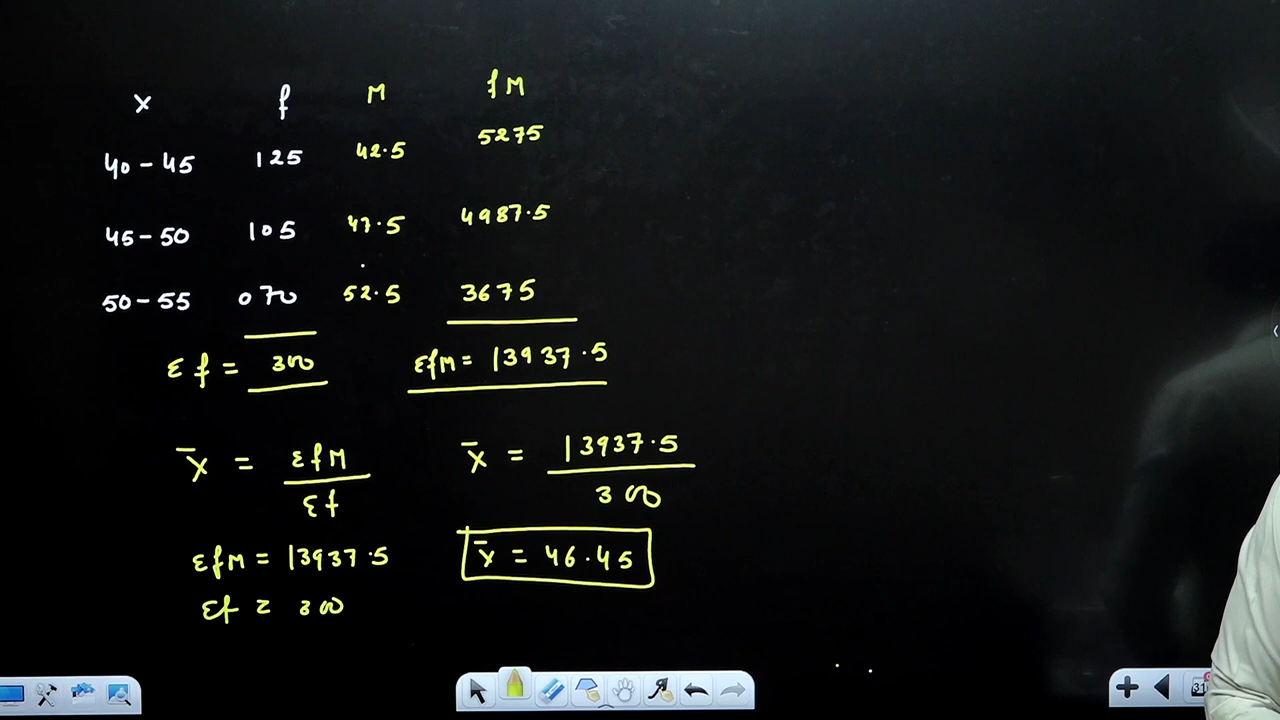 x f M fM
40 - 45 125 42.5 5275
45 - 50 105 47.5 4987.5
50 - 55 070 52.5 3675
Σf = 300 ΣfM = 13937.5
x̄ = ΣfM / Σf x̄ = 13937.5 / 300
ΣfM = 13937.5 x̄ = 46.45
Σf = 300
31